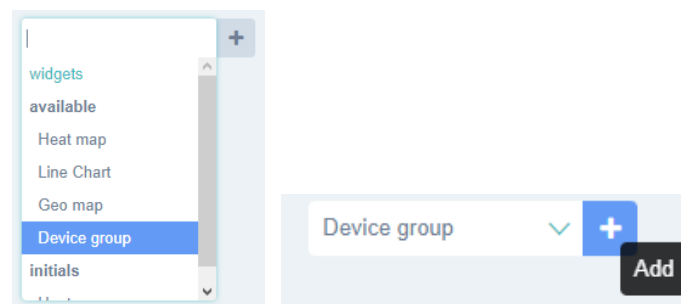 widgets
available
Heat map
Line Chart
Geo map
Device group
initials
Device group
Add